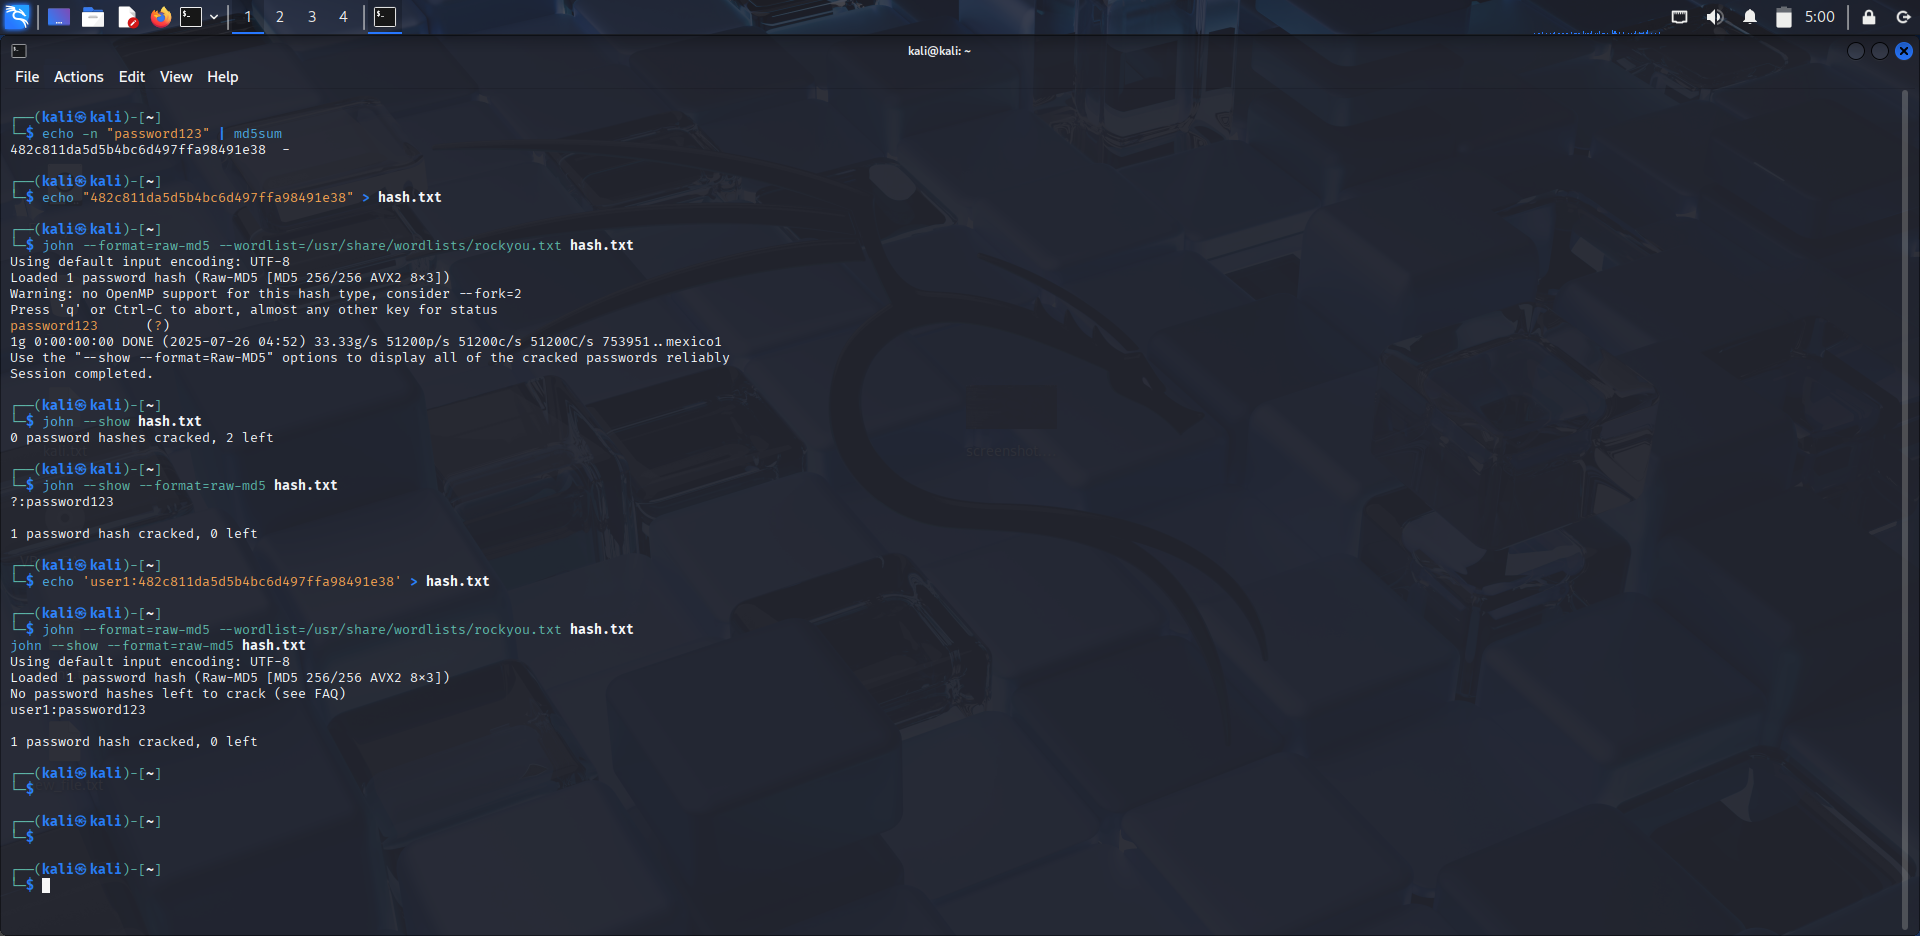 1 2 3 4
5:00
kali@kali: ~
File Actions Edit View Help
┌──(kali㉿kali)-[~]
└─$ echo -n "password123" | md5sum
482c811da5d5b4bc6d497ffa98491e38  -
┌──(kali㉿kali)-[~]
└─$ echo "482c811da5d5b4bc6d497ffa98491e38" > hash.txt
┌──(kali㉿kali)-[~]
└─$ john --format=raw-md5 --wordlist=/usr/share/wordlists/rockyou.txt hash.txt
Using default input encoding: UTF-8
Loaded 1 password hash (Raw-MD5 [MD5 256/256 AVX2 8×3])
Warning: no OpenMP support for this hash type, consider --fork=2
Press 'q' or Ctrl-C to abort, almost any other key for status
password123      (?)
1g 0:00:00:00 DONE (2025-07-26 04:52) 33.33g/s 51200p/s 51200c/s 51200C/s 753951..mexico1
Use the "--show --format=Raw-MD5" options to display all of the cracked passwords reliably
Session completed.
┌──(kali㉿kali)-[~]
└─$ john --show hash.txt
0 password hashes cracked, 2 left
┌──(kali㉿kali)-[~]
└─$ john --show --format=raw-md5 hash.txt
?:password123
1 password hash cracked, 0 left
┌──(kali㉿kali)-[~]
└─$ echo 'user1:482c811da5d5b4bc6d497ffa98491e38' > hash.txt
┌──(kali㉿kali)-[~]
└─$ john --format=raw-md5 --wordlist=/usr/share/wordlists/rockyou.txt hash.txt
john --show --format=raw-md5 hash.txt
Using default input encoding: UTF-8
Loaded 1 password hash (Raw-MD5 [MD5 256/256 AVX2 8×3])
No password hashes left to crack (see FAQ)
user1:password123
1 password hash cracked, 0 left
┌──(kali㉿kali)-[~]
└─$
┌──(kali㉿kali)-[~]
└─$
┌──(kali㉿kali)-[~]
└─$